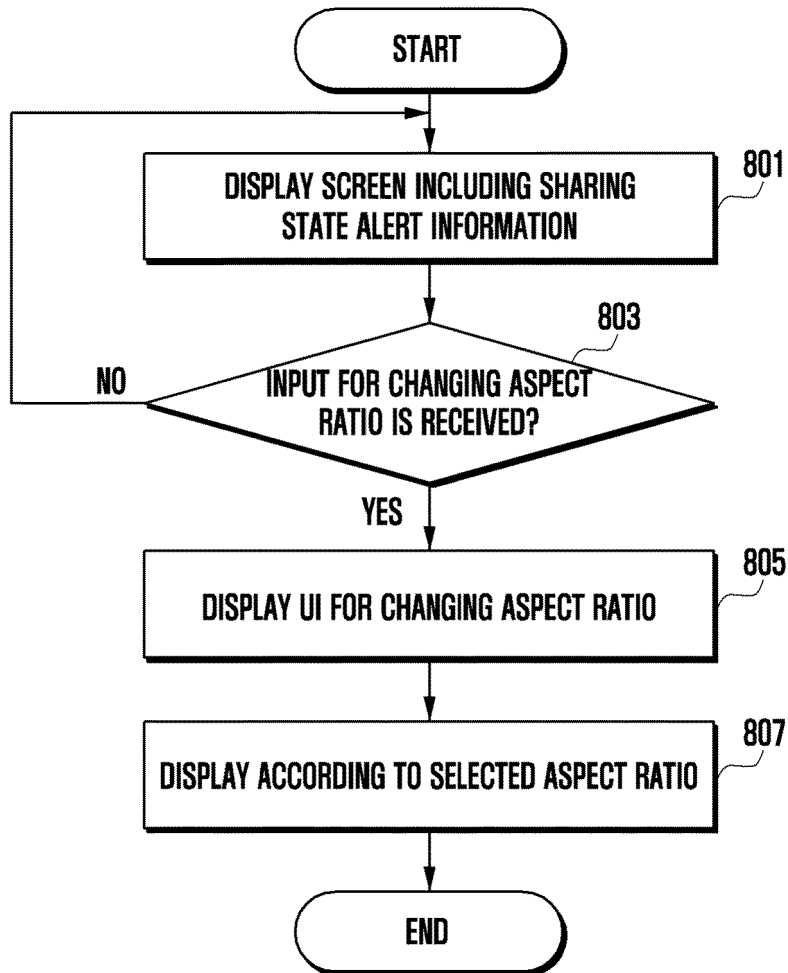 START
801
DISPLAY SCREEN INCLUDING SHARING
STATE ALERT INFORMATION
803
NO
INPUT FOR CHANGING ASPECT
RATIO IS RECEIVED?
YES
805
DISPLAY UI FOR CHANGING ASPECT RATIO
807
DISPLAY ACCORDING TO SELECTED ASPECT RATIO
END